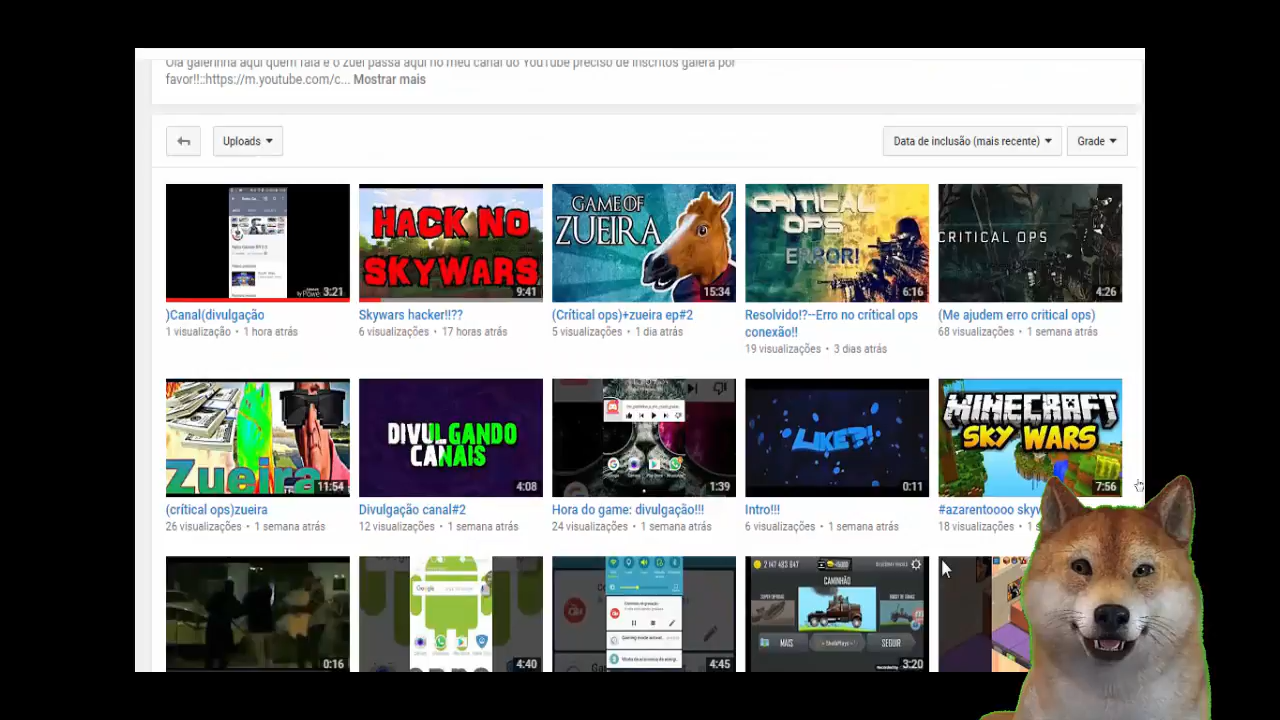 Ola galerinha aqui quem fala e o zuei passa aqui no meu canal do YouTube preciso de inscritos galera por
favor!!::https://m.youtube.com/c... Mostrar mais
Uploads
Data de inclusão (mais recente)
Grade
3:21
HACK NO
SKYWARS
9:41
GAME OF
ZUEIRA
15:34
CRITICAL
OPS
ERROR!
6:16
CRITICAL OPS
4:26
)Canal(divulgação
1 visualização • 1 hora atrás
Skywars hacker!!??
6 visualizações • 17 horas atrás
(Crítical ops)+zueira ep#2
5 visualizações • 1 dia atrás
Resolvido!?--Erro no crítical ops
conexão!!
19 visualizações • 3 dias atrás
(Me ajudem erro critical ops)
68 visualizações • 1 semana atrás
Zueira
11:54
DIVULGANDO
CANAIS
4:08
1:39
LIKE?!
0:11
MINECRAFT
SKY WARS
7:56
(crítical ops)zueira
26 visualizações • 1 semana atrás
Divulgação canal#2
12 visualizações • 1 semana atrás
Hora do game: divulgação!!!
24 visualizações • 1 semana atrás
Intro!!!
6 visualizações • 1 semana atrás
#azarentoooo
18 visualizações
0:16
Google
4:40
4:45
2 147 483 647
CAMINHÃO
MAIS
SEGUIR
3:20